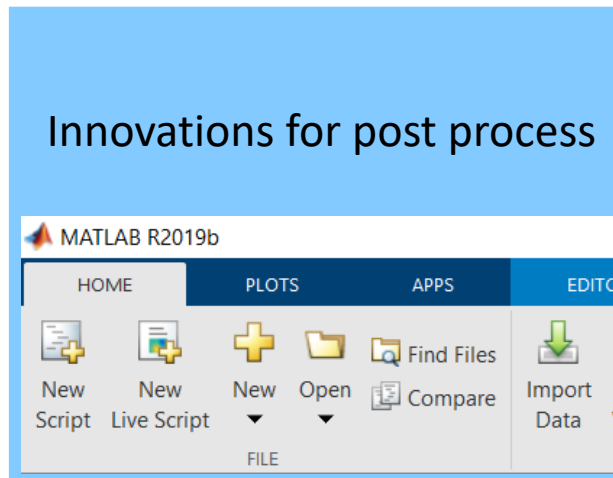 Innovations for post process
MATLAB R2019b
HOME PLOTS APPS EDITO
New Script
New Live Script
New
Open
Find Files
Compare
Import Data
FILE